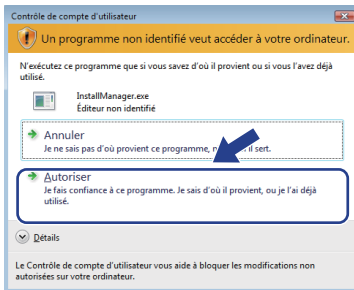 Contrôle de compte d'utilisateur
Un programme non identifié veut accéder à votre ordinateur.
N'exécutez ce programme que si vous savez d'où il provient ou si vous l'avez déjà
utilisé.
InstallManager.exe
Éditeur non identifié
Annuler
Je ne sais pas d'où provient ce programme, il sert.
Autoriser
Je fais confiance à ce programme. Je sais d'où il provient, ou je l'ai déjà
utilisé.
Détails
Le Contrôle de compte d'utilisateur vous aide à bloquer les modifications non
autorisées sur votre ordinateur.